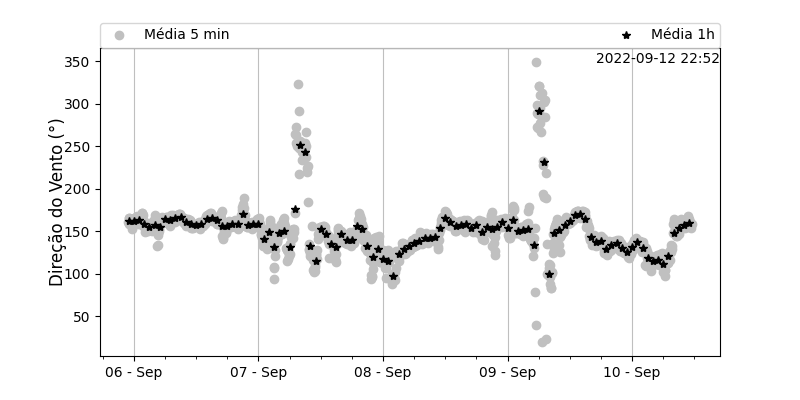 Média 5 min
Média 1h
2022-09-12 22:52
Direção do Vento (°)
350
300
250
200
150
100
50
06 - Sep
07 - Sep
08 - Sep
09 - Sep
10 - Sep